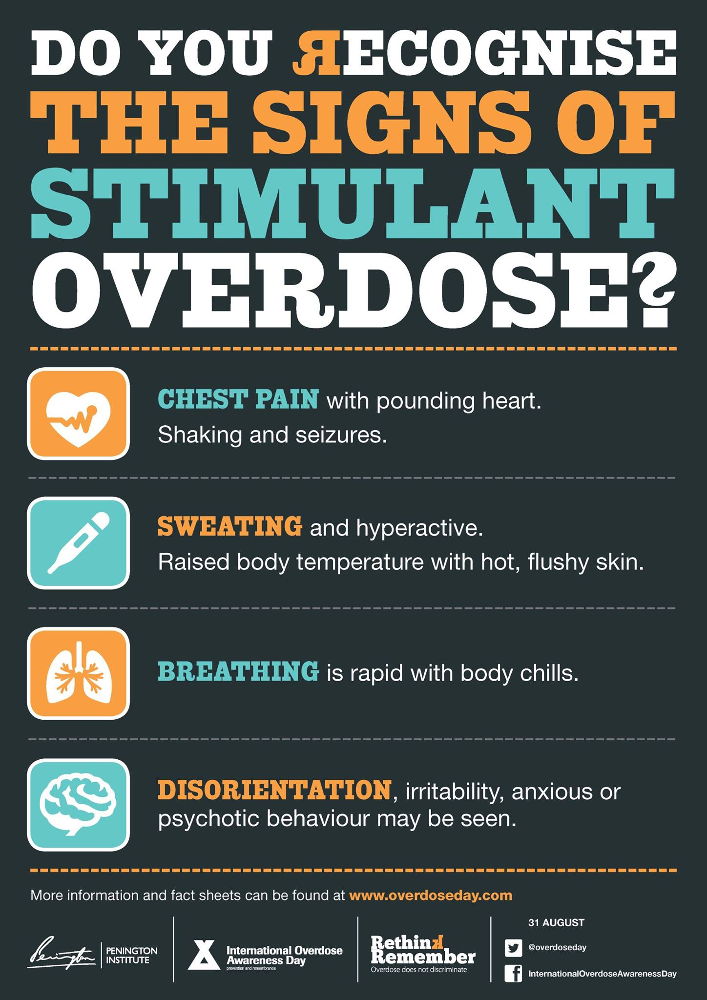 DO YOU RECOGNISE
THE SIGNS OF
STIMULANT
OVERDOSE?
CHEST PAIN with pounding heart.
Shaking and seizures.
SWEATING and hyperactive.
Raised body temperature with hot, flushy skin.
BREATHING is rapid with body chills.
DISORIENTATION, irritability, anxious or
psychotic behaviour may be seen.
More information and fact sheets can be found at www.overdoseday.com
Penington
PENINGTON
INSTITUTE
International Overdose
Awareness Day
prevention and remembrance
Rethink
Remember
Overdose does not discriminate
31 AUGUST
@overdoseday
InternationalOverdoseAwarenessDay